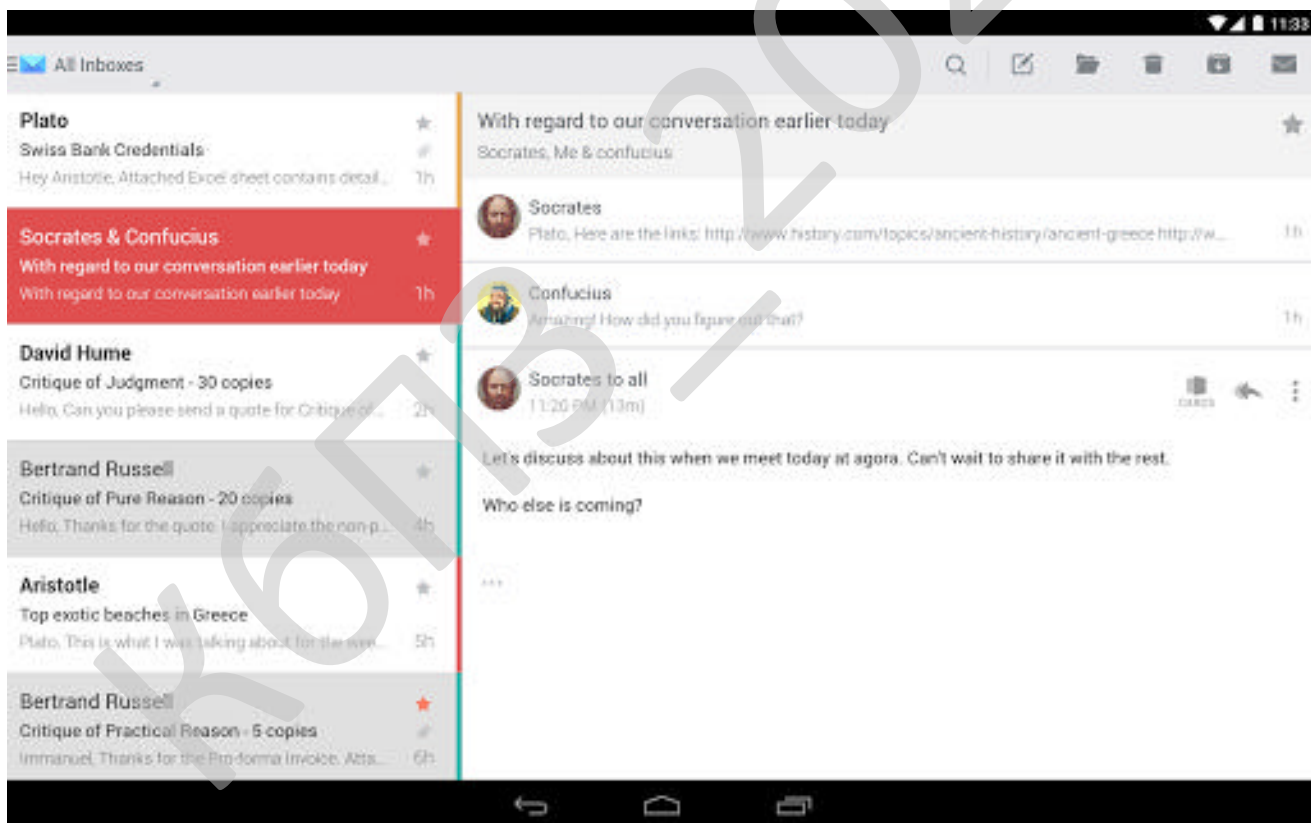 11:33
All Inboxes
Plato
Swiss Bank Credentials
Hey Aristotle, Attached Excel sheet contains detail...
1h
Socrates & Confucius
With regard to our conversation earlier today
With regard to our conversation earlier today
1h
David Hume
Critique of Judgment - 30 copies
Hello, Can you please send a quote for Critique of...
2h
Bertrand Russell
Critique of Pure Reason - 20 copies
Hello, Thanks for the quote. I appreciate the non-p...
4h
Aristotle
Top exotic beaches in Greece
Plato, This is what I was talking about for the
5h
Bertrand Russell
Critique of Practical Reason - 5 copies
Immanuel, Thanks for the Pro-forma Invoice. Atta...
6h
With regard to our conversation earlier today
Socrates, Me & confucius
Socrates
Plato, Here are the links: http://www.history.com/topics/ancient-history/ancient-greece http://w...
1h
Confucius
Amazing! How did you figure out that?
1h
Socrates to all
11:20 PM (13m)
CARDS
Let's discuss about this when we meet today at agora. Can't wait to share it with the rest.
Who else is coming?
...